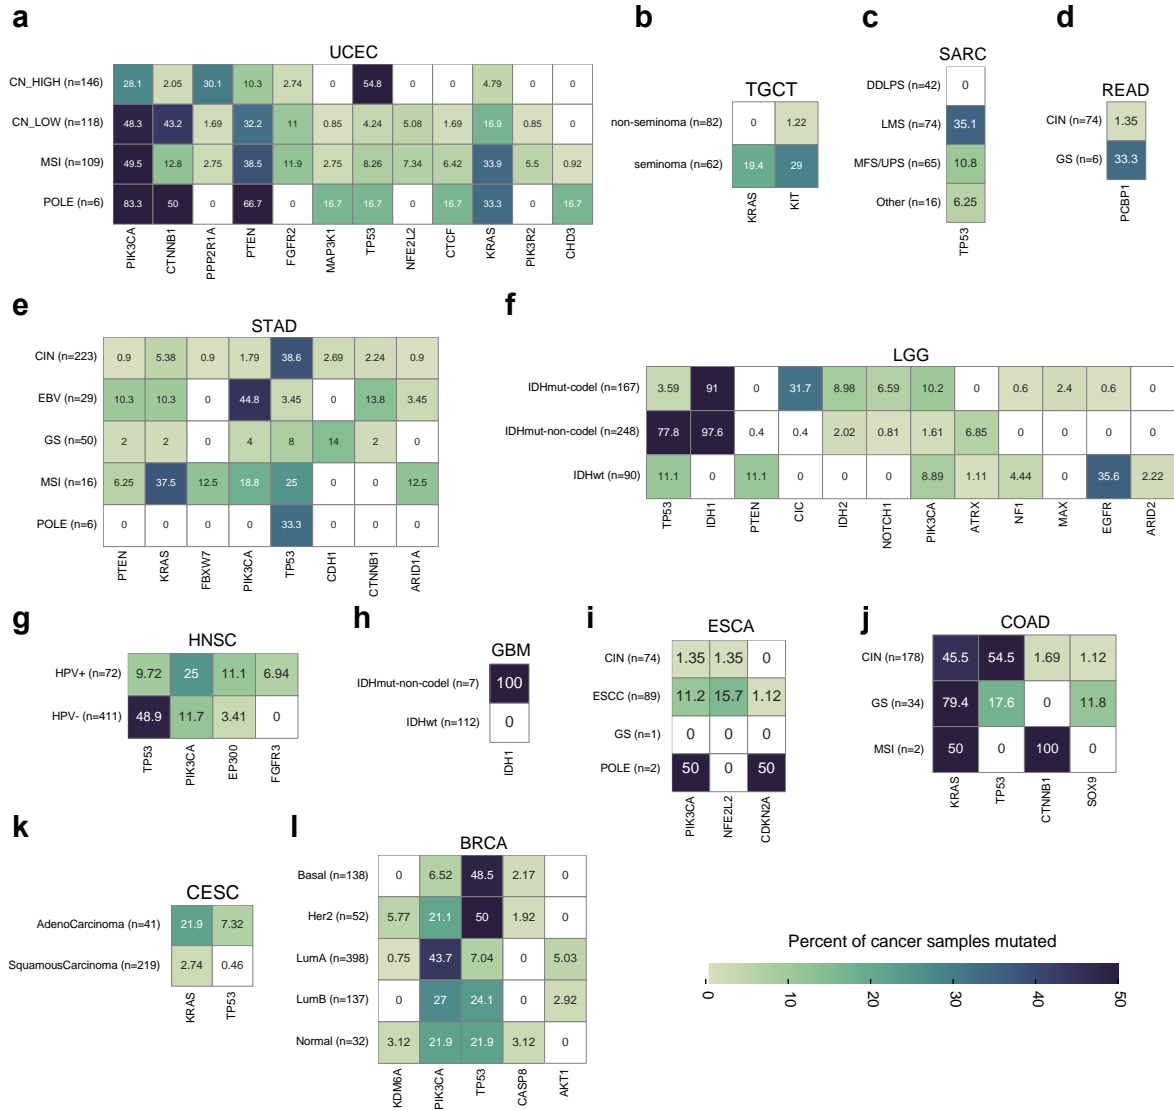 a
UCEC
CN_HIGH (n=146) 28.1 2.05 30.1 10.3 2.74 0 54.8 0 0 4.79 0 0
CN_LOW (n=118) 48.3 43.2 1.69 32.2 11 0.85 4.24 5.08 1.69 16.9 0.85 0
MSI (n=109) 49.5 12.8 2.75 38.5 11.9 2.75 8.26 7.34 6.42 33.9 5.5 0.92
POLE (n=6) 83.3 50 0 66.7 0 16.7 16.7 0 16.7 33.3 0 16.7
PIK3CA CTNNB1 PPP2R1A PTEN FGFR2 MAP3K1 TP53 NFE2L2 CTCF KRAS PIK3R2 CHD3
b
TGCT
non-seminoma (n=82) 0 1.22
seminoma (n=62) 19.4 29
KRAS KIT
c
SARC
DDLPS (n=42) 0
LMS (n=74) 35.1
MFS/UPS (n=65) 10.8
Other (n=16) 6.25
TP53
d
READ
CIN (n=74) 1.35
GS (n=6) 33.3
PCBP1
e
STAD
CIN (n=223) 0.9 5.38 0.9 1.79 38.6 2.69 2.24 0.9
EBV (n=29) 10.3 10.3 0 44.8 3.45 0 13.8 3.45
GS (n=50) 2 2 0 4 8 14 2 0
MSI (n=16) 6.25 37.5 12.5 18.8 25 0 0 12.5
POLE (n=6) 0 0 0 0 33.3 0 0 0
PTEN KRAS FBXW7 PIK3CA TP53 CDH1 CTNNB1 ARID1A
f
LGG
IDHmut-codel (n=167) 3.59 91 0 31.7 8.98 6.59 10.2 0 0.6 2.4 0.6 0
IDHmut-non-codel (n=248) 77.8 97.6 0.4 0.4 2.02 0.81 1.61 6.85 0 0 0 0
IDHwt (n=90) 11.1 0 11.1 0 0 0 8.89 1.11 4.44 0 35.6 2.22
TP53 IDH1 PTEN CIC IDH2 NOTCH1 PIK3CA ATRX NF1 MAX EGFR ARID2
g
HNSC
HPV+ (n=72) 9.72 25 11.1 6.94
HPV- (n=411) 48.9 11.7 3.41 0
TP53 PIK3CA EP300 FGFR3
h
GBM
IDHmut-non-codel (n=7) 100
IDHwt (n=112) 0
IDH1
i
ESCA
CIN (n=74) 1.35 1.35 0
ESCC (n=89) 11.2 15.7 1.12
GS (n=1) 0 0 0
POLE (n=2) 50 0 50
PIK3CA NFE2L2 CDKN2A
j
COAD
CIN (n=178) 45.5 54.5 1.69 1.12
GS (n=34) 79.4 17.6 0 11.8
MSI (n=2) 50 0 100 0
KRAS TP53 CTNNB1 SOX9
k
CESC
AdenoCarcinoma (n=41) 21.9 7.32
SquamousCarcinoma (n=219) 2.74 0.46
KRAS TP53
l
BRCA
Basal (n=138) 0 6.52 48.5 2.17 0
Her2 (n=52) 5.77 21.1 50 1.92 0
LumA (n=398) 0.75 43.7 7.04 0 5.03
LumB (n=137) 0 27 24.1 0 2.92
Normal (n=32) 3.12 21.9 21.9 3.12 0
KDM6A PIK3CA TP53 CASP8 AKT1
Percent of cancer samples mutated
0 10 20 30 40 50